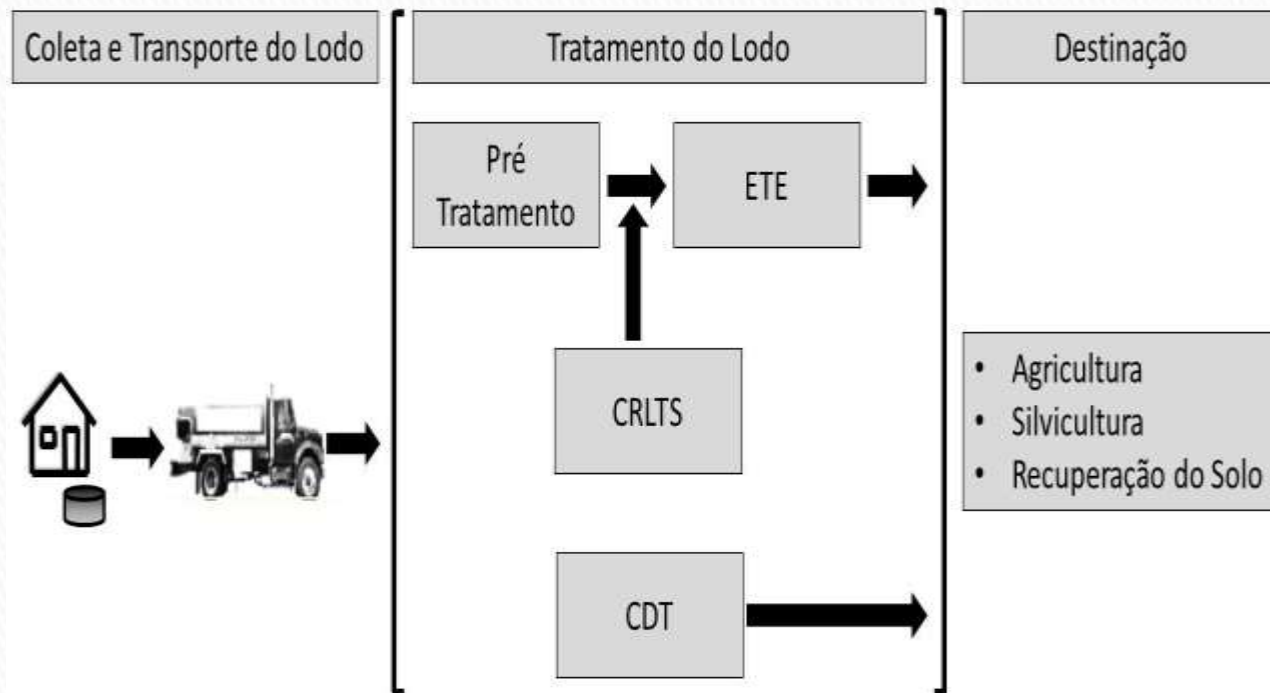 Coleta e Transporte do Lodo
Tratamento do Lodo
Destinação
Pré
Tratamento
ETE
CRLTS
CDT
• Agricultura
• Silvicultura
• Recuperação do Solo